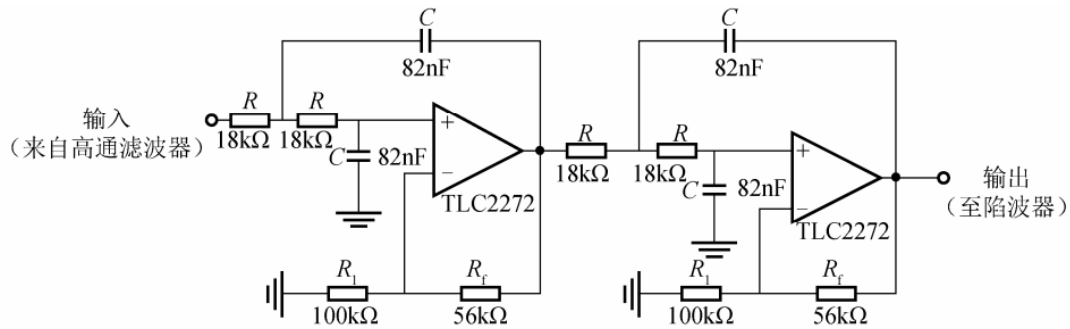 C
82nF
C
82nF
输入
(来自高通滤波器)
R
18kΩ
R
18kΩ
C
82nF
+
−
TLC2272
R
18kΩ
R
18kΩ
C
82nF
+
−
TLC2272
输出
(至陷波器)
R₁
100kΩ
Rf
56kΩ
R₁
100kΩ
Rf
56kΩ